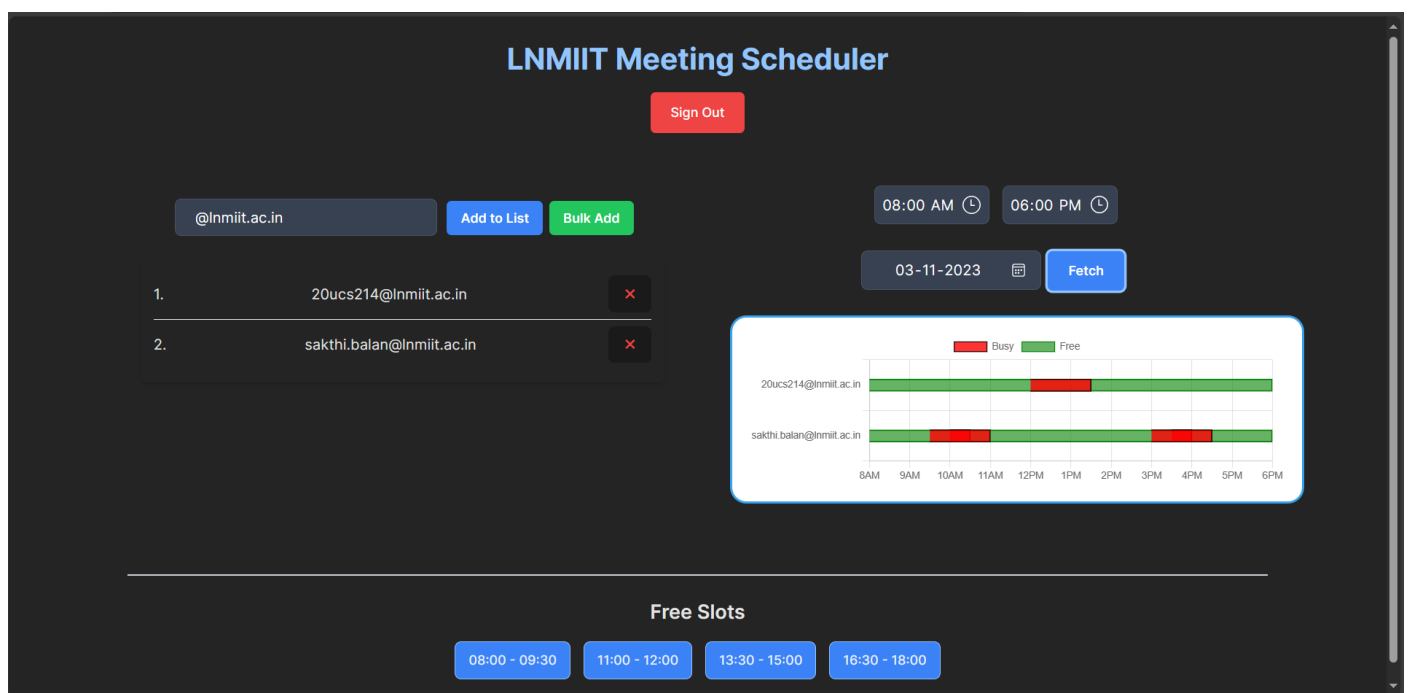 LNMIIT Meeting Scheduler
Sign Out
@lnmiit.ac.in
Add to List
Bulk Add
1. 20ucs214@lnmiit.ac.in ✕
2. sakthi.balan@lnmiit.ac.in ✕
08:00 AM
06:00 PM
03-11-2023
Fetch
Busy Free
20ucs214@lnmiit.ac.in
sakthi.balan@lnmiit.ac.in
8AM 9AM 10AM 11AM 12PM 1PM 2PM 3PM 4PM 5PM 6PM
Free Slots
08:00 - 09:30 11:00 - 12:00 13:30 - 15:00 16:30 - 18:00